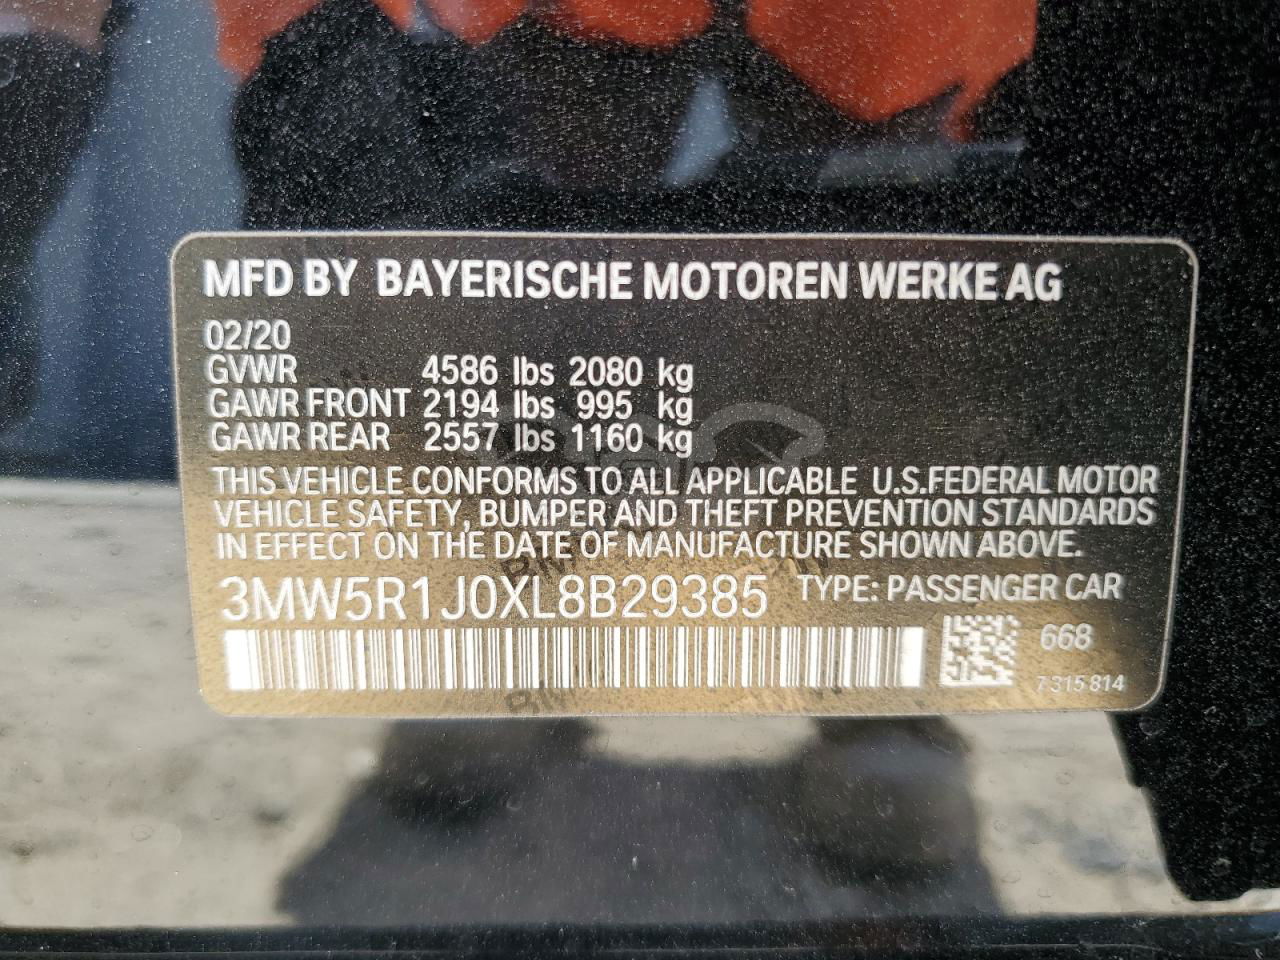 MFD BY BAYERISCHE MOTOREN WERKE AG
02/20
GVWR 4586 lbs 2080 kg
GAWR FRONT 2194 lbs 995 kg
GAWR REAR 2557 lbs 1160 kg
THIS VEHICLE CONFORMS TO ALL APPLICABLE U.S.FEDERAL MOTOR
VEHICLE SAFETY, BUMPER AND THEFT PREVENTION STANDARDS
IN EFFECT ON THE DATE OF MANUFACTURE SHOWN ABOVE.
3MW5R1J0XL8B29385 TYPE: PASSENGER CAR
668
7315814